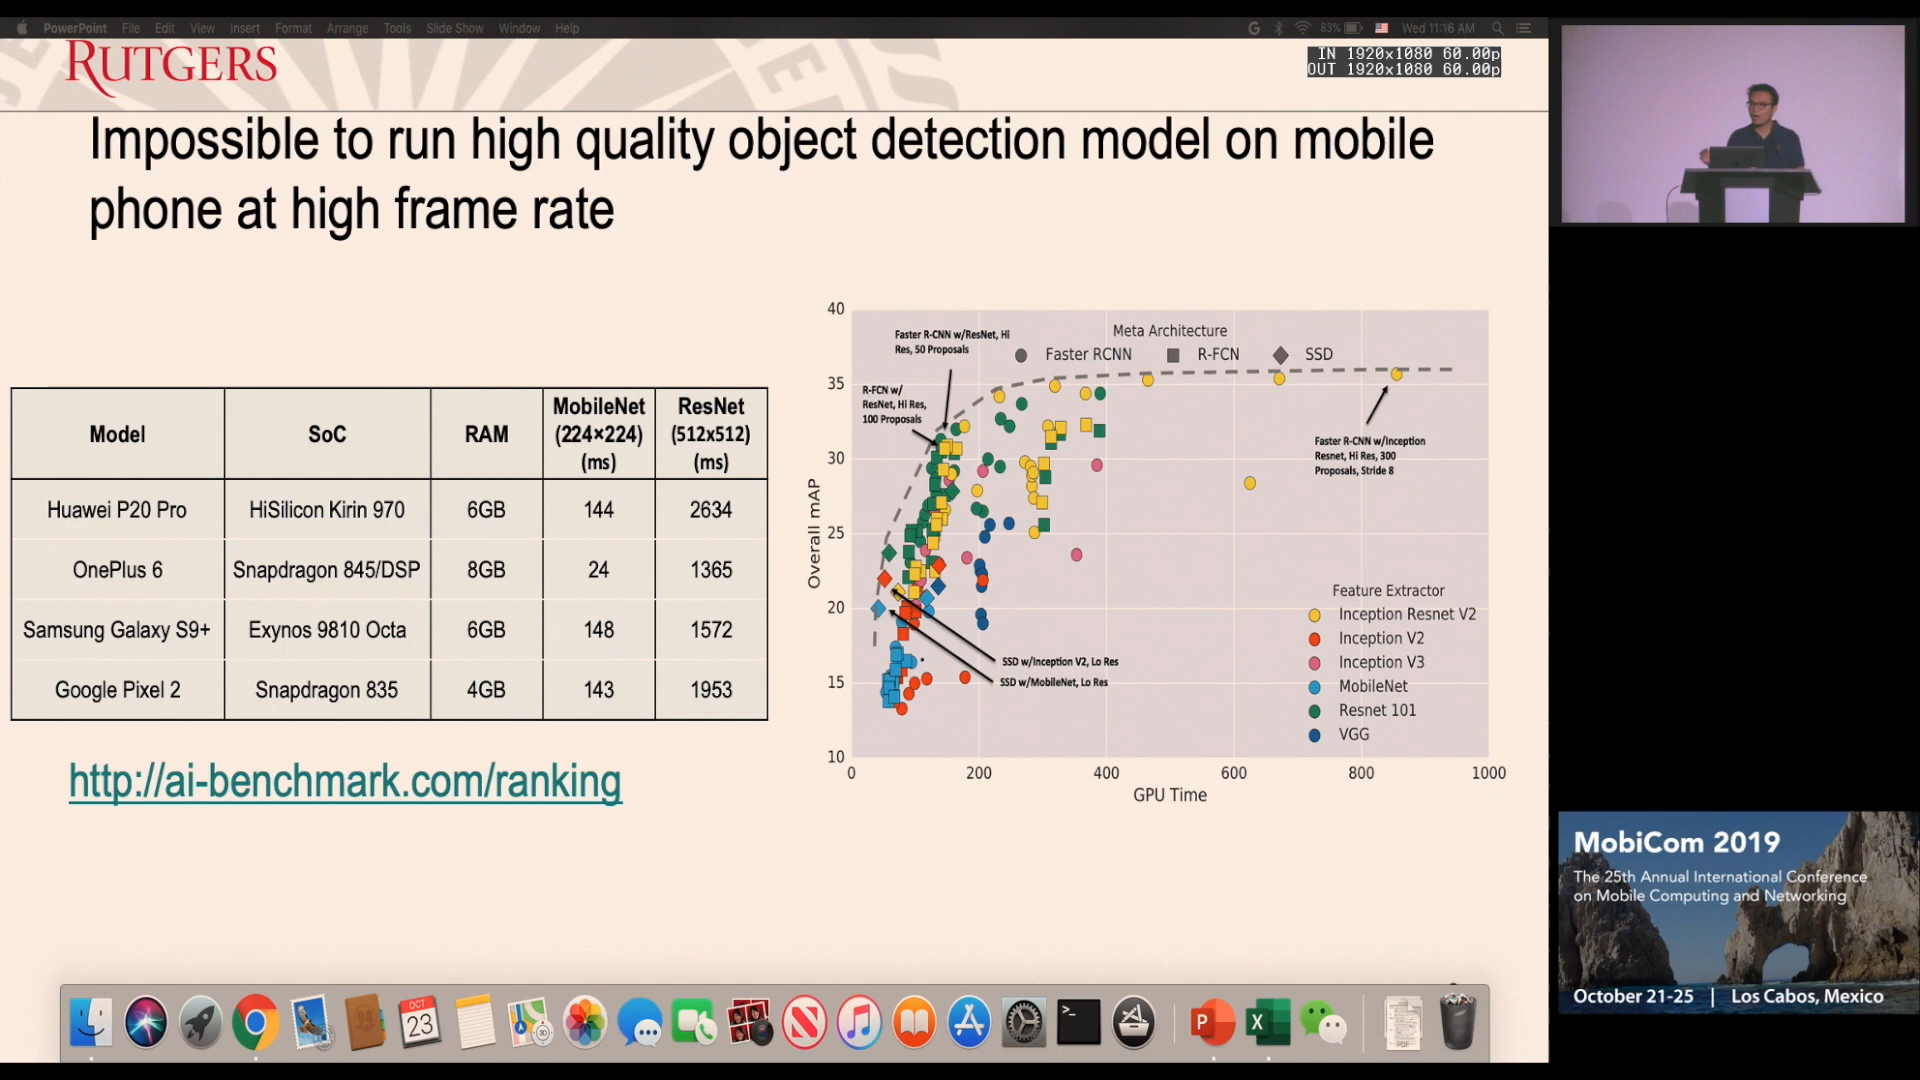 PowerPoint File Edit View Insert Format Arrange Tools Slide Show Window Help
83% Wed 11:16 AM
IN 1920x1080 60.00p
OUT 1920x1080 60.00p
RUTGERS
Impossible to run high quality object detection model on mobile
phone at high frame rate
Model SoC RAM MobileNet (224×224) (ms) ResNet (512x512) (ms)
Huawei P20 Pro HiSilicon Kirin 970 6GB 144 2634
OnePlus 6 Snapdragon 845/DSP 8GB 24 1365
Samsung Galaxy S9+ Exynos 9810 Octa 6GB 148 1572
Google Pixel 2 Snapdragon 835 4GB 143 1953
http://ai-benchmark.com/ranking
40
35
30
25
20
15
10
Overall mAP
0 200 400 600 800 1000
GPU Time
Meta Architecture
Faster RCNN R-FCN SSD
Faster R-CNN w/ResNet, Hi
Res, 50 Proposals
R-FCN w/
ResNet, Hi Res,
100 Proposals
Faster R-CNN w/Inception
Resnet, Hi Res, 300
Proposals, Stride 8
SSD w/Inception V2, Lo Res
SSD w/MobileNet, Lo Res
Feature Extractor
Inception Resnet V2
Inception V2
Inception V3
MobileNet
Resnet 101
VGG
OCT
23
MobiCom 2019
The 25th Annual International Conference
on Mobile Computing and Networking
October 21-25 | Los Cabos, Mexico